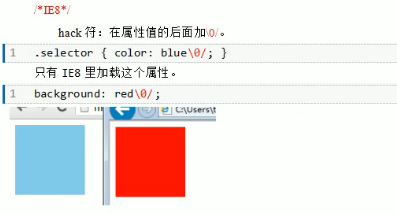 /*IE8*/
hack 符：在属性值的后面加\0/。
1 .selector { color: blue\0/; }
只有 IE8 里加载这个属性。
1 background: red\0/;
C:\Users\t